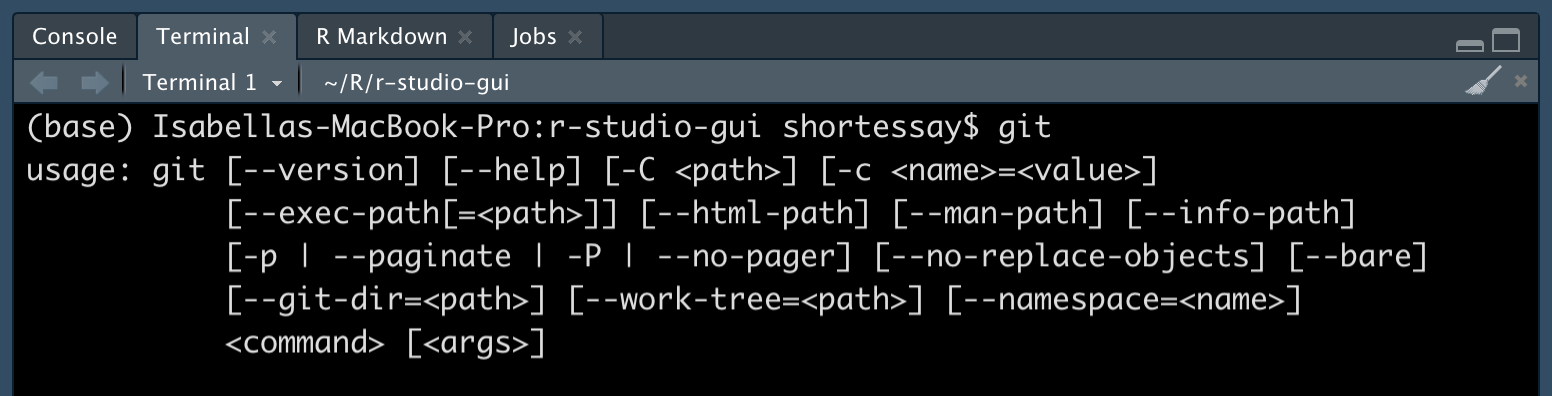 Console Terminal R Markdown Jobs
Terminal 1 ~/R/r-studio-gui
(base) Isabellas-MacBook-Pro:r-studio-gui shortessay$ git
usage: git [--version] [--help] [-C <path>] [-c <name>=<value>]
           [--exec-path[=<path>]] [--html-path] [--man-path] [--info-path]
           [-p | --paginate | -P | --no-pager] [--no-replace-objects] [--bare]
           [--git-dir=<path>] [--work-tree=<path>] [--namespace=<name>]
           <command> [<args>]